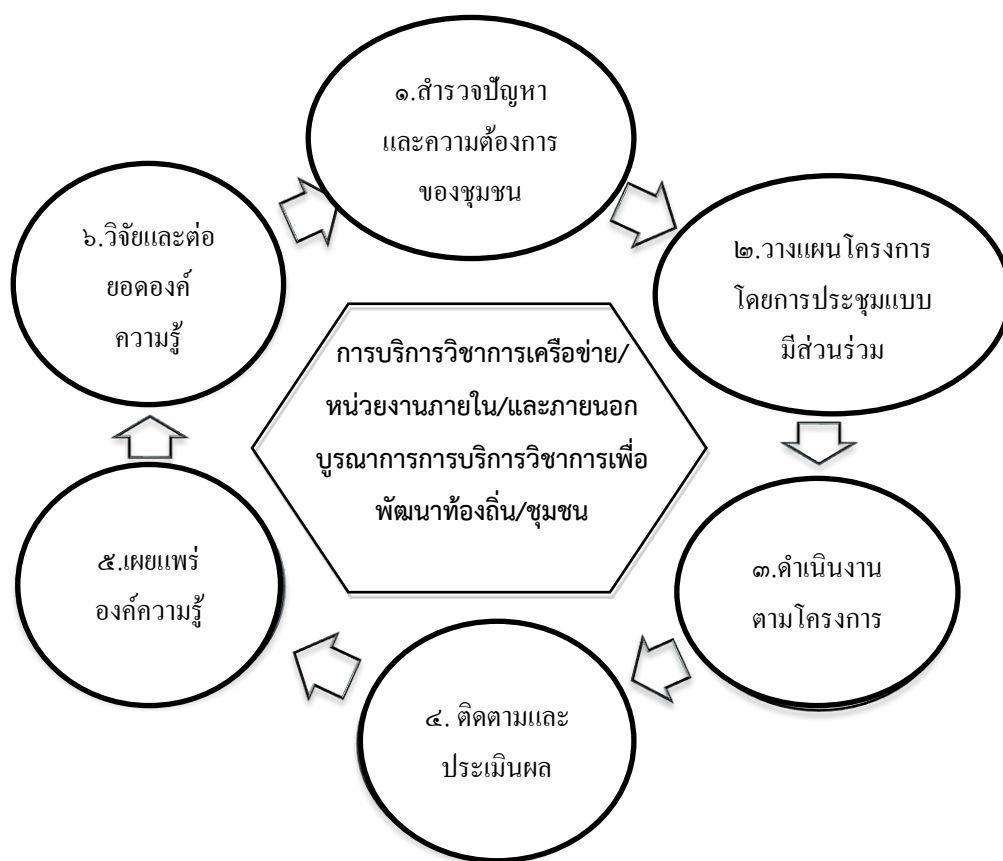 ๑.สำรวจปัญหา
และความต้องการ
ของชุมชน
๒.วางแผนโครงการ
โดยการประชุมแบบ
มีส่วนร่วม
๓.ดำเนินงาน
ตามโครงการ
๔. ติดตามและ
ประเมินผล
๕.เผยแพร่
องค์ความรู้
๖.วิจัยและต่อ
ยอดองค์
ความรู้
การบริการวิชาการเครือข่าย/
หน่วยงานภายใน/และภายนอก
บูรณาการการบริการวิชาการเพื่อ
พัฒนาท้องถิ่น/ชุมชน